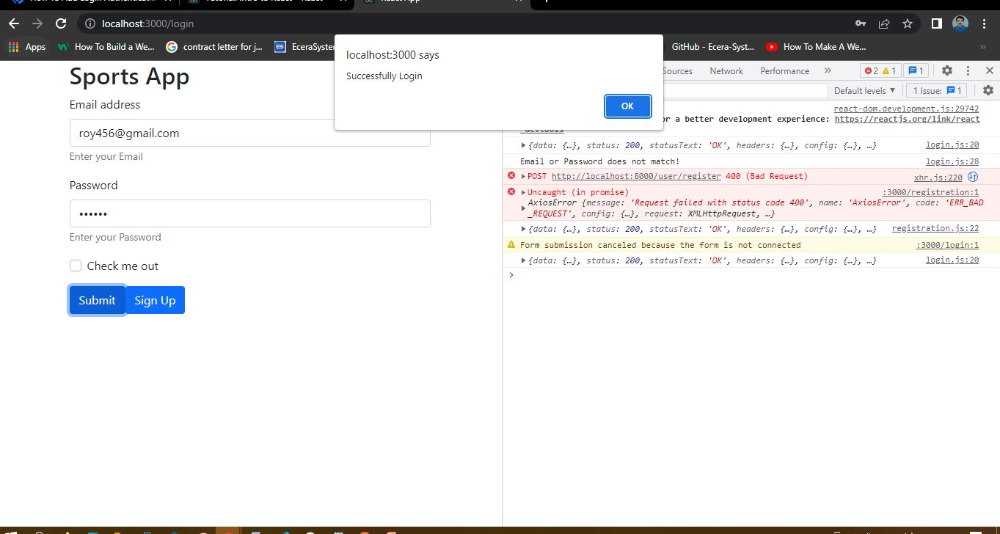 localhost:3000/login
Apps
How To Build a We...
contract letter for j...
EceraSyster
GitHub - Ecera-Syst...
How To Make A We...
localhost:3000 says
Successfully Login
OK
Sports App
Email address
roy456@gmail.com
Enter your Email
Password
••••••
Enter your Password
Check me out
Submit
Sign Up
Sources
Network
Performance
2
1
1
Default levels ▼
1 Issue:
1
react-dom.development.js:29742
or a better development experience: https://reactjs.org/link/react
-devtools
{data: {…}, status: 200, statusText: 'OK', headers: {…}, config: {…}, …}
login.js:20
Email or Password does not match!
login.js:28
POST http://localhost:8000/user/register 400 (Bad Request)
xhr.js:220
Uncaught (in promise)
:3000/registration:1
AxiosError {message: 'Request failed with status code 400', name: 'AxiosError', code: 'ERR_BAD
_REQUEST', config: {…}, request: XMLHttpRequest, …}
{data: {…}, status: 200, statusText: 'OK', headers: {…}, config: {…}, …}
registration.js:22
Form submission canceled because the form is not connected
:3000/login:1
{data: {…}, status: 200, statusText: 'OK', headers: {…}, config: {…}, …}
login.js:20